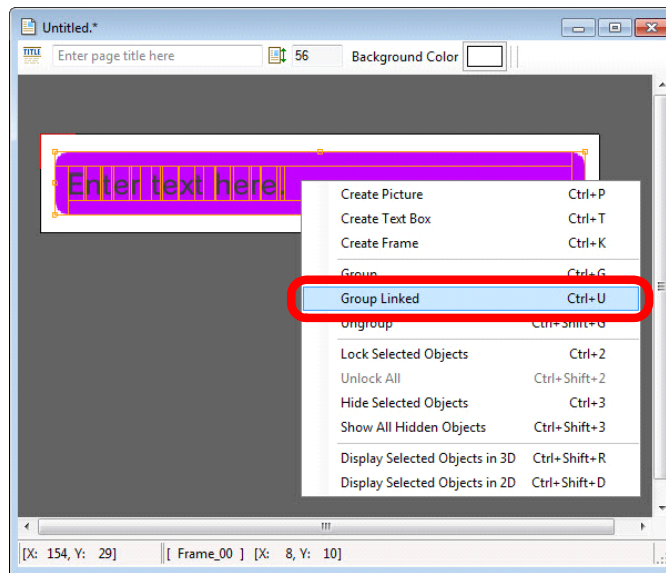 Untitled.*
TITLE Enter page title here 56 Background Color
Enter text here.
Create Picture Ctrl+P
Create Text Box Ctrl+T
Create Frame Ctrl+K
Group Ctrl+G
Group Linked Ctrl+U
Ungroup Ctrl+Shift+G
Lock Selected Objects Ctrl+2
Unlock All Ctrl+Shift+2
Hide Selected Objects Ctrl+3
Show All Hidden Objects Ctrl+Shift+3
Display Selected Objects in 3D Ctrl+Shift+R
Display Selected Objects in 2D Ctrl+Shift+D
[X: 154, Y: 29] [ Frame_00 ] [X: 8, Y: 10]